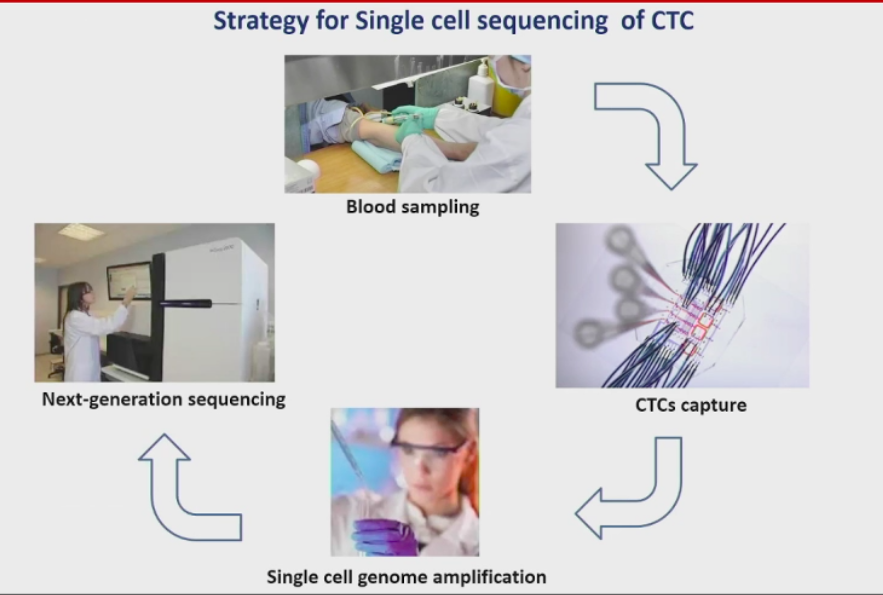 Strategy for Single cell sequencing of CTC
Blood sampling
CTCs capture
Single cell genome amplification
Next-generation sequencing